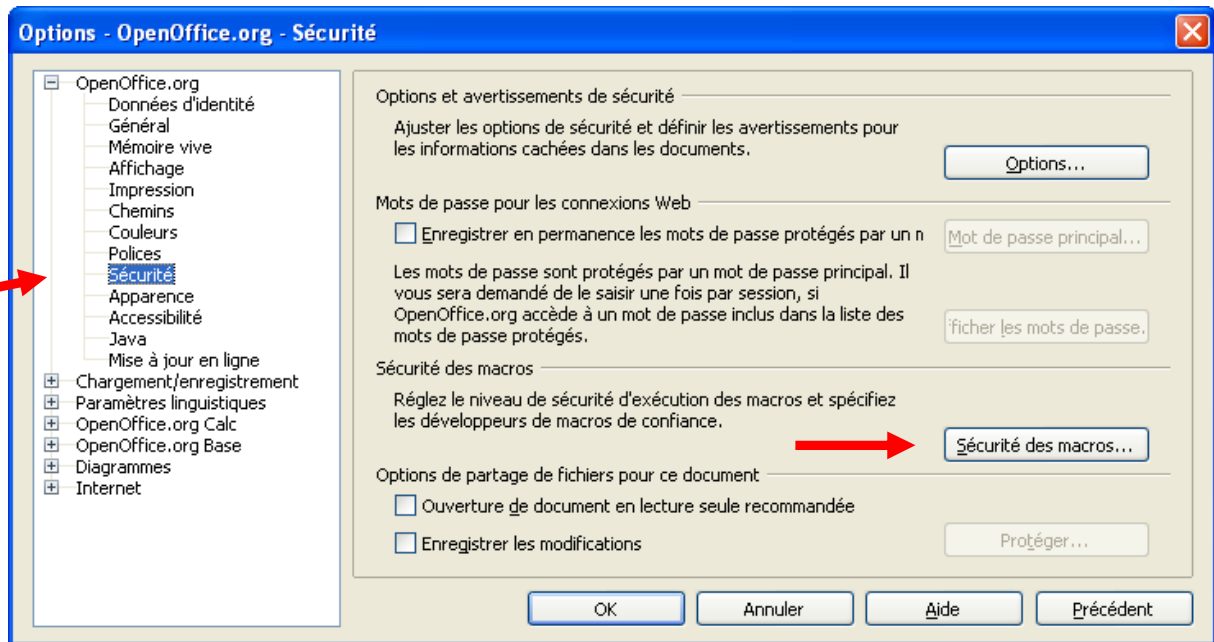 Options - OpenOffice.org - Sécurité
OpenOffice.org
Données d'identité
Général
Mémoire vive
Affichage
Impression
Chemins
Couleurs
Polices
Sécurité
Apparence
Accessibilité
Java
Mise à jour en ligne
Chargement/enregistrement
Paramètres linguistiques
OpenOffice.org Calc
OpenOffice.org Base
Diagrammes
Internet
Options et avertissements de sécurité
Ajuster les options de sécurité et définir les avertissements pour
les informations cachées dans les documents.
Options...
Mots de passe pour les connexions Web
Enregistrer en permanence les mots de passe protégés par un n
Mot de passe principal...
Les mots de passe sont protégés par un mot de passe principal. Il
vous sera demandé de le saisir une fois par session, si
OpenOffice.org accède à un mot de passe inclus dans la liste des
mots de passe protégés.
ficher les mots de passe.
Sécurité des macros
Réglez le niveau de sécurité d'exécution des macros et spécifiez
les développeurs de macros de confiance.
Sécurité des macros...
Options de partage de fichiers pour ce document
Ouverture de document en lecture seule recommandée
Enregistrer les modifications
Protéger...
OK
Annuler
Aide
Précédent